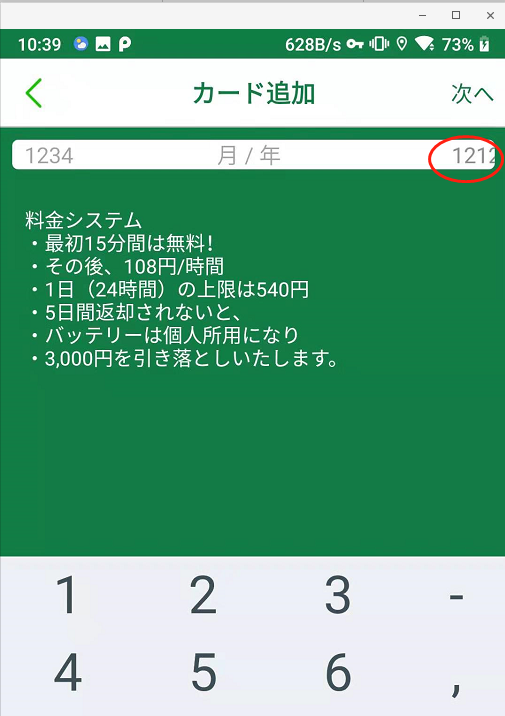 10:39 628B/s 73%
カード追加 次へ
1234 月 / 年 1212
料金システム
・最初15分間は無料!
・その後、108円/時間
・1日（24時間）の上限は540円
・5日間返却されないと、
・バッテリーは個人所用になり
・3,000円を引き落としいたします。
1 2 3 -
4 5 6 ,